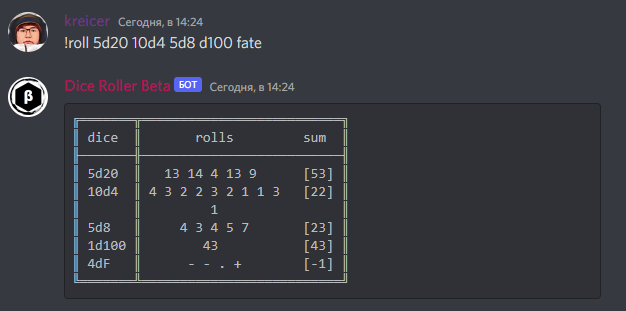 kreicer Сегодня, в 14:24
!roll 5d20 10d4 5d8 d100 fate
β
Dice Roller Beta БОТ Сегодня, в 14:24
dice rolls sum
5d20 13 14 4 13 9 [53]
10d4 4 3 2 2 3 2 1 1 3 [22]
1
5d8 4 3 4 5 7 [23]
1d100 43 [43]
4dF - - . + [-1]